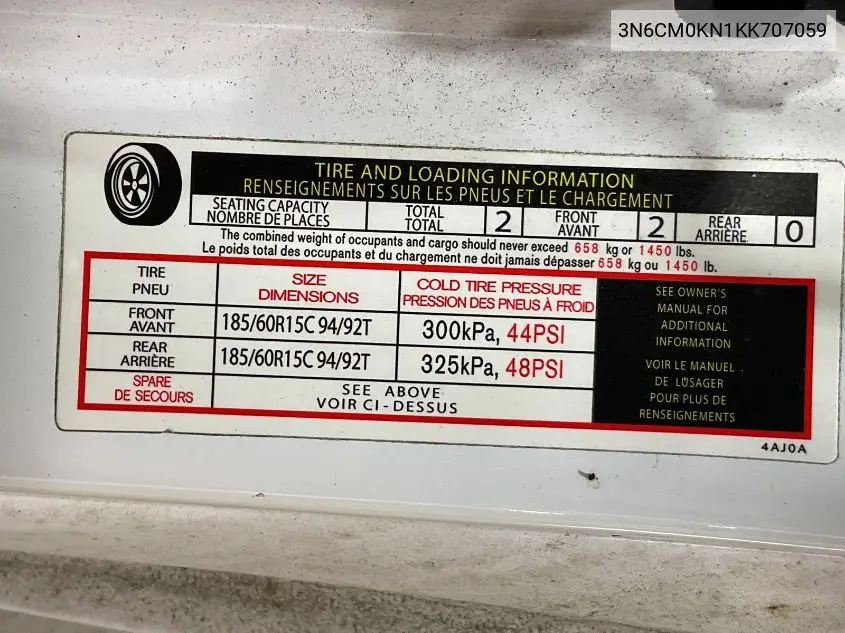 3N6CM0KN1KK707059
TIRE AND LOADING INFORMATION
RENSEIGNEMENTS SUR LES PNEUS ET LE CHARGEMENT
SEATING CAPACITY
NOMBRE DE PLACES
TOTAL
TOTAL
2
FRONT
AVANT
2
REAR
ARRIÈRE
0
The combined weight of occupants and cargo should never exceed 658 kg or 1450 lbs.
Le poids total des occupants et du chargement ne doit jamais dépasser 658 kg ou 1450 lb.
TIRE
PNEU
SIZE
DIMENSIONS
COLD TIRE PRESSURE
PRESSION DES PNEUS À FROID
FRONT
AVANT
185/60R15C 94/92T
300kPa, 44PSI
REAR
ARRIÈRE
185/60R15C 94/92T
325kPa, 48PSI
SPARE
DE SECOURS
SEE ABOVE
VOIR CI-DESSUS
SEE OWNER'S
MANUAL FOR
ADDITIONAL
INFORMATION
VOIR LE MANUEL
DE L'USAGER
POUR PLUS DE
RENSEIGNEMENTS
4AJ0A